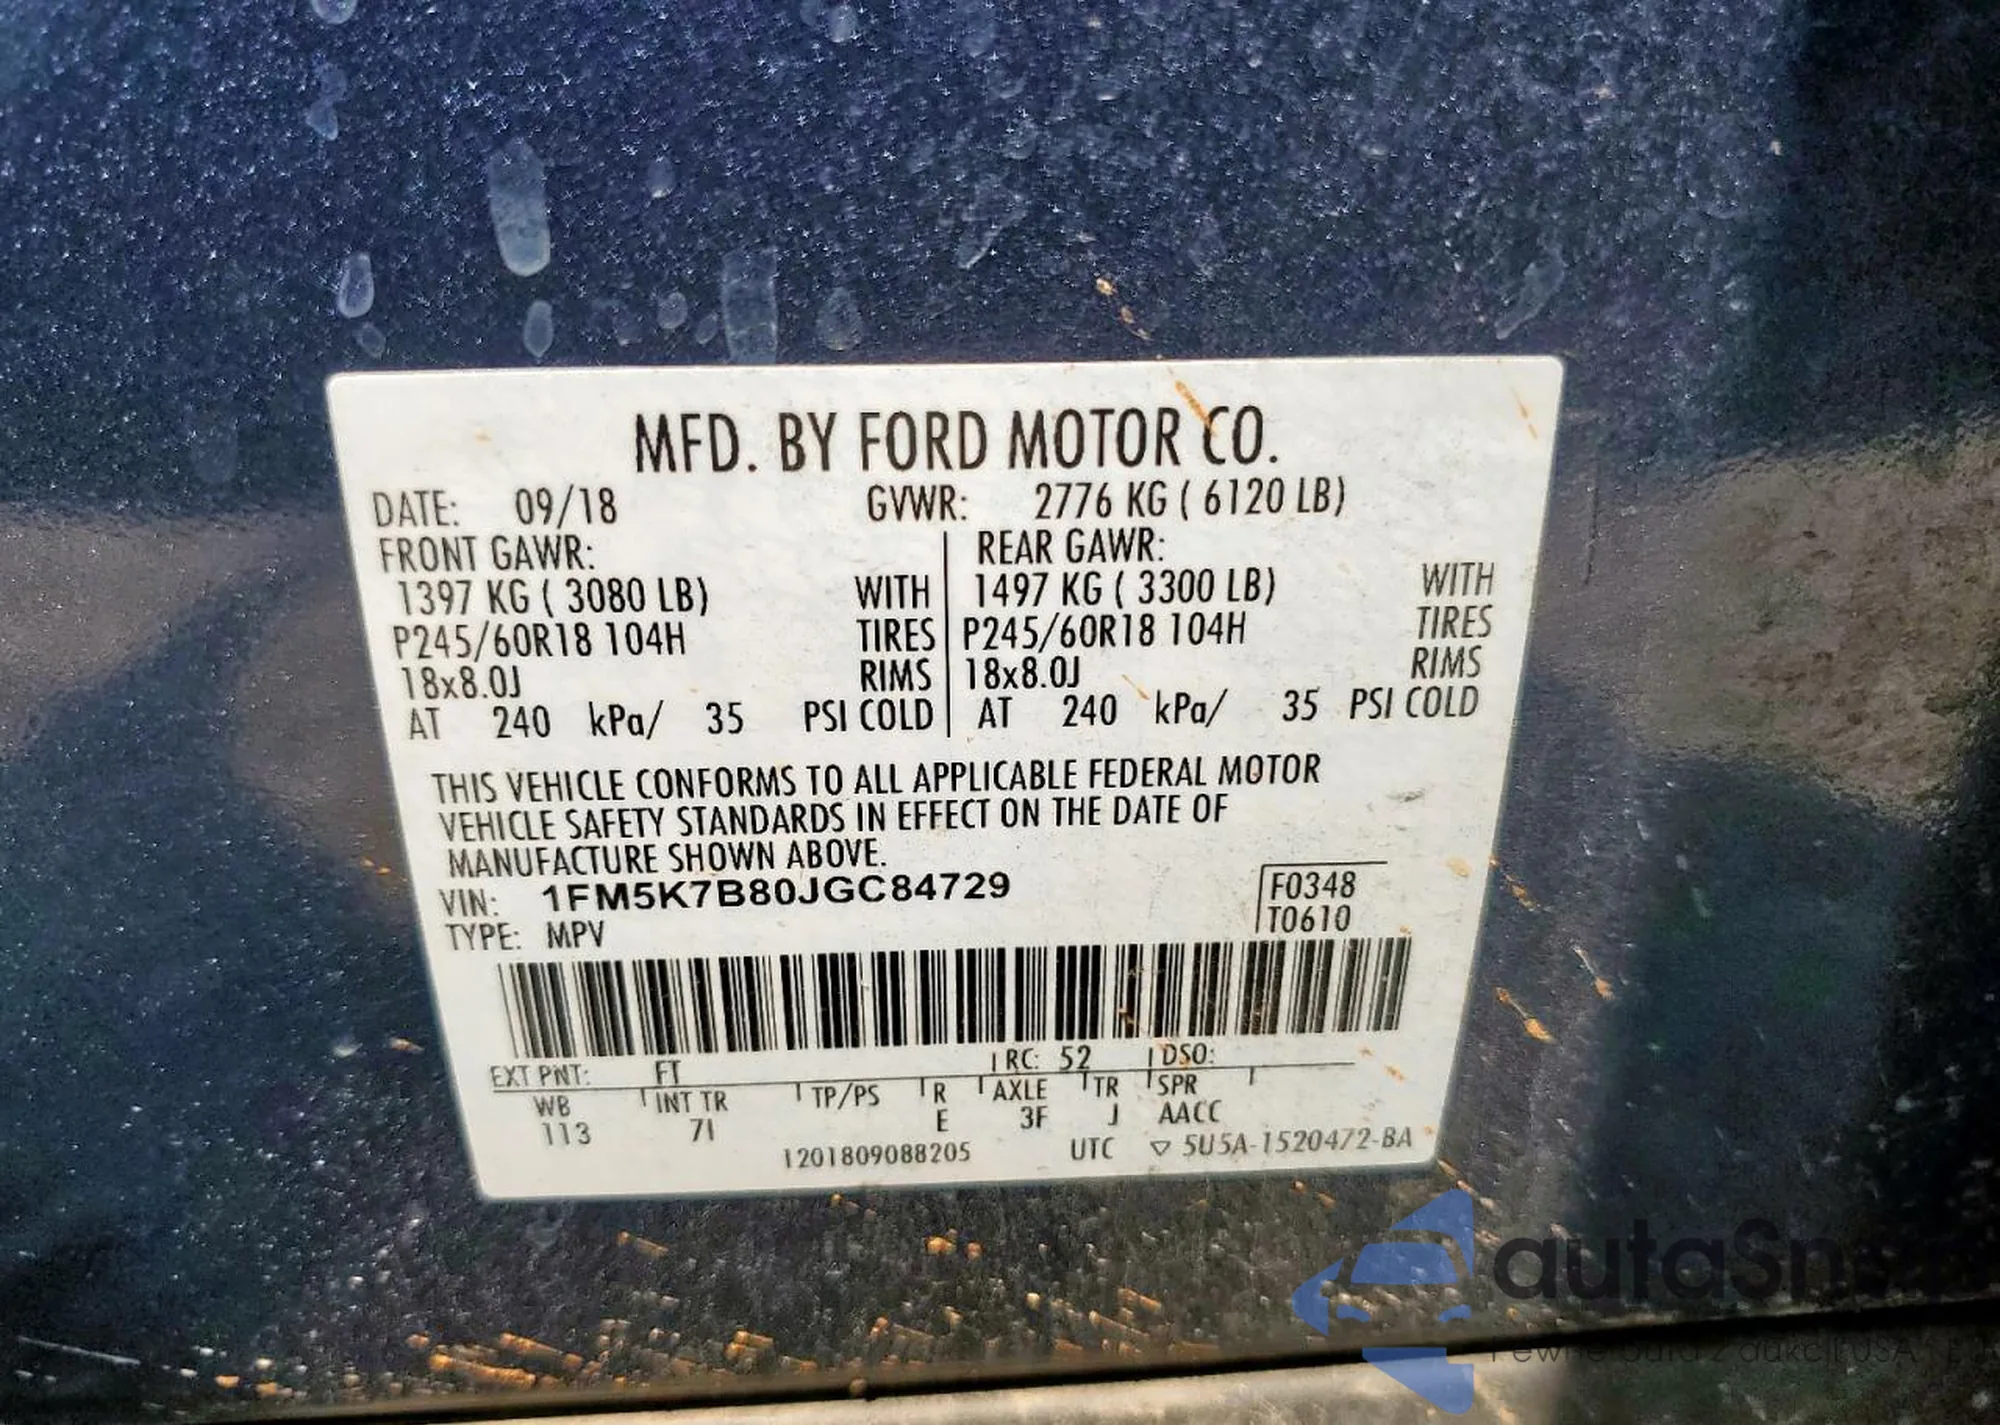 MFD. BY FORD MOTOR CO.
DATE: 09/18 GVWR: 2776 KG ( 6120 LB)
FRONT GAWR: REAR GAWR:
1397 KG ( 3080 LB) WITH 1497 KG ( 3300 LB) WITH
P245/60R18 104H TIRES P245/60R18 104H TIRES
18x8.0J RIMS 18x8.0J RIMS
AT 240 kPa/ 35 PSI COLD AT 240 kPa/ 35 PSI COLD
THIS VEHICLE CONFORMS TO ALL APPLICABLE FEDERAL MOTOR
VEHICLE SAFETY STANDARDS IN EFFECT ON THE DATE OF
MANUFACTURE SHOWN ABOVE.
VIN: 1FM5K7B80JGC84729 F0348
TYPE: MPV T0610
EXT PNT: FT RC: 52 DSO:
WB INT TR TP/PS R AXLE TR SPR
113 7I E 3F J AACC
1201809088205 UTC ▽ 5U5A-1520472-BA
Pewne auta z aukcji USA